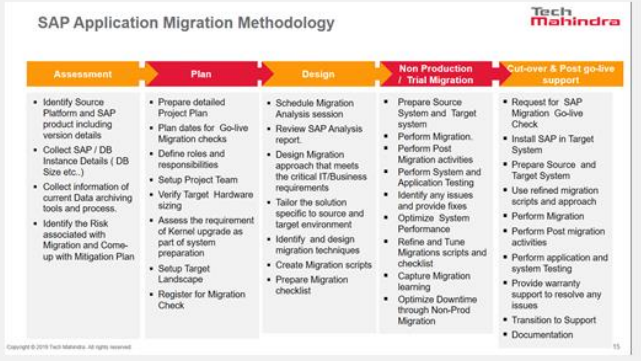 SAP Application Migration Methodology
Tech
Mahindra
Assessment
Plan
Design
Non Production
/ Trial Migration
Cut-over & Post go-live
support
▪ Identify Source
Platform and SAP
product including
version details
▪ Collect SAP / DB
Instance Details ( DB
Size etc..)
▪ Collect information of
current Data archiving
tools and process.
▪ Identify the Risk
associated with
Migration and Come-
up with Mitigation Plan
▪ Prepare detailed
Project Plan
▪ Plan dates for Go-live
Migration checks
▪ Define roles and
responsibilities
▪ Setup Project Team
▪ Verify Target Hardware
sizing
▪ Assess the requirement
of Kernel upgrade as
part of system
preparation
▪ Setup Target
Landscape
▪ Register for Migration
Check
▪ Schedule Migration
Analysis session
▪ Review SAP Analysis
report.
▪ Design Migration
approach that meets
the critical IT/Business
requirements
▪ Tailor the solution
specific to source and
target environment
▪ Identify and design
migration techniques
▪ Create Migration scripts
▪ Prepare Migration
checklist
▪ Prepare Source
System and Target
system
▪ Perform Migration.
▪ Perform Post
Migration activities
▪ Perform System and
Application Testing
▪ Identify any issues
and provide fixes
▪ Optimize System
Performance
▪ Refine and Tune
Migrations scripts and
checklist
▪ Capture Migration
learning
▪ Optimize Downtime
through Non-Prod
Migration
▪ Request for SAP
Migration Go-live
Check
▪ Install SAP in Target
System
▪ Prepare Source and
Target System
▪ Use refined migration
scripts and approach
▪ Perform Migration
▪ Perform Post migration
activities
▪ Perform application and
system Testing
▪ Provide warranty
support to resolve any
issues
▪ Transition to Support
▪ Documentation
Copyright © 2019 Tech Mahindra. All rights reserved.
15